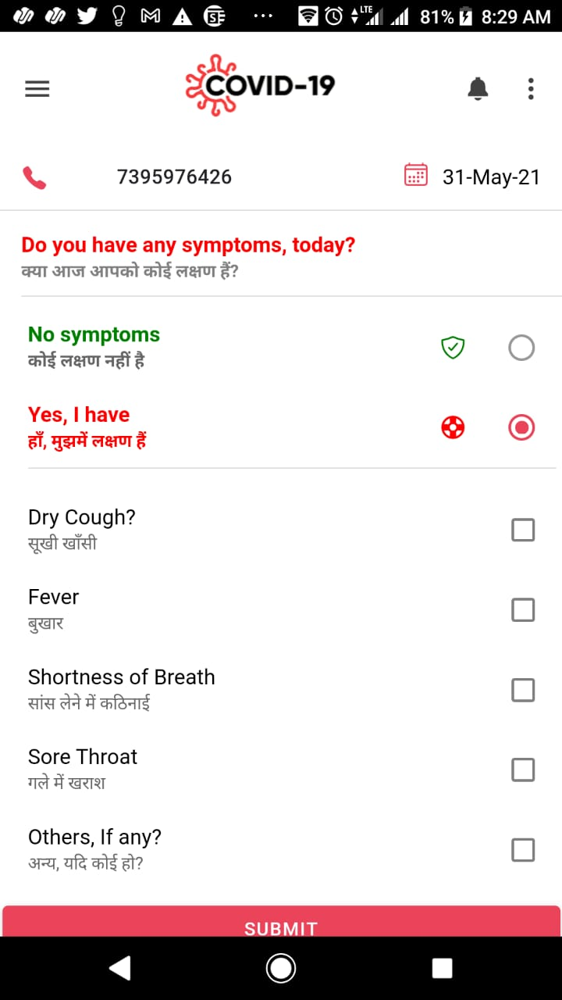 81% 8:29 AM
LTE
COVID-19
7395976426 31-May-21
Do you have any symptoms, today?
क्या आज आपको कोई लक्षण हैं?
No symptoms
कोई लक्षण नहीं है
Yes, I have
हाँ, मुझमें लक्षण हैं
Dry Cough?
सूखी खाँसी
Fever
बुखार
Shortness of Breath
सांस लेने में कठिनाई
Sore Throat
गले में खराश
Others, If any?
अन्य, यदि कोई हो?
SUBMIT